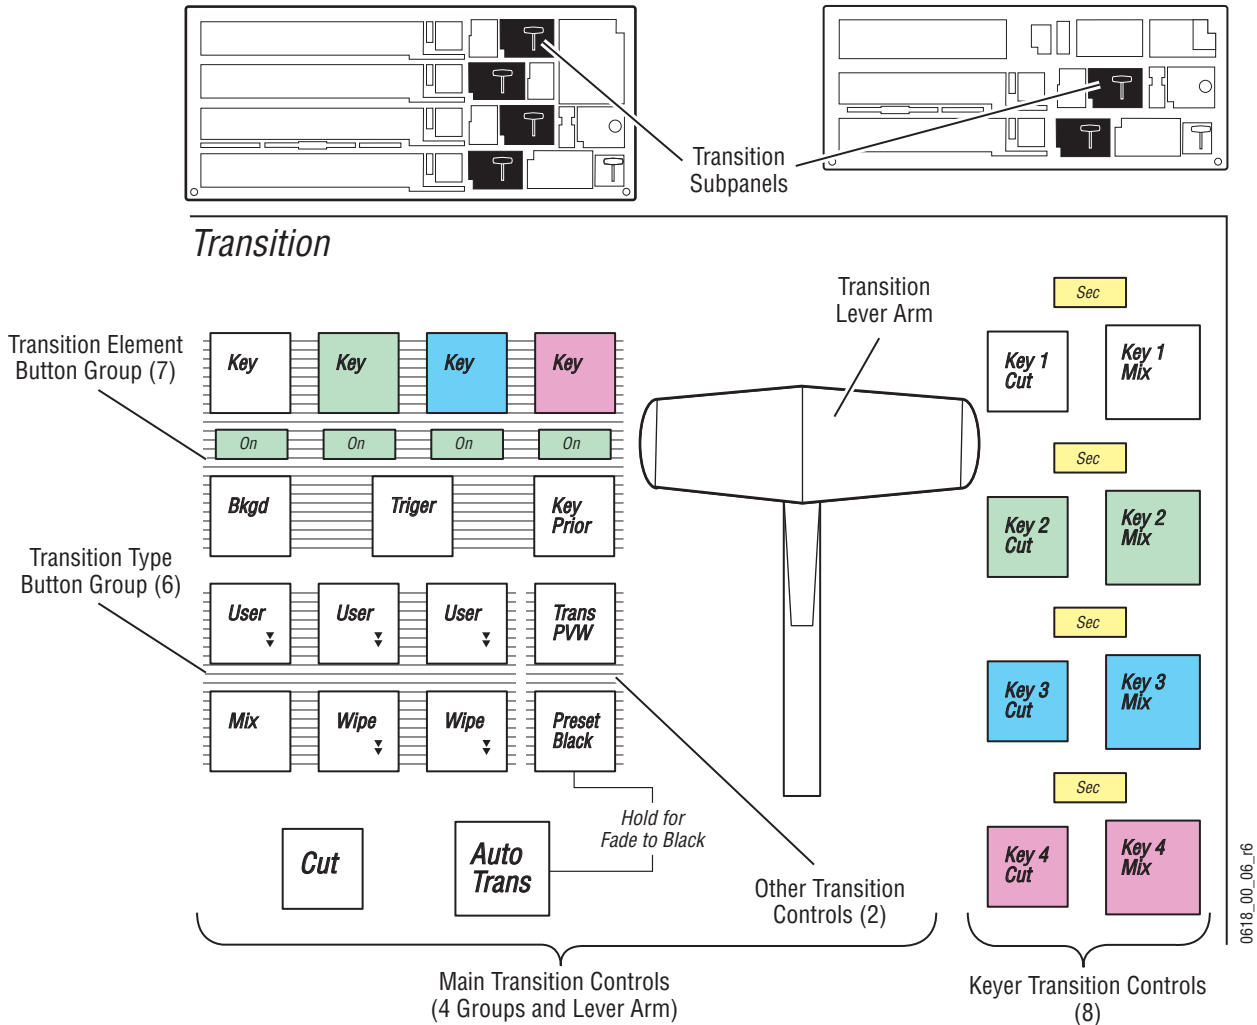 Transition
Subpanels
Transition
Transition
Lever Arm
Sec
Transition Element
Button Group (7)
Key
Key
Key
Key
Key 1
Cut
Key 1
Mix
On
On
On
On
Sec
Bkgd
Triger
Key
Prior
Key 2
Cut
Key 2
Mix
Transition Type
Button Group (6)
User
User
User
Trans
PVW
Sec
Mix
Wipe
Wipe
Preset
Black
Key 3
Cut
Key 3
Mix
Hold for
Fade to Black
Sec
Cut
Auto
Trans
Key 4
Cut
Key 4
Mix
Other Transition
Controls (2)
Main Transition Controls
(4 Groups and Lever Arm)
Keyer Transition Controls
(8)
0618_00_06_r6